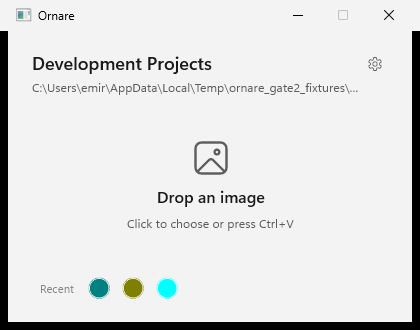 Ornare
Development Projects
C:\Users\emir\AppData\Local\Temp\ornare_gate2_fixtures\...
Drop an image
Click to choose or press Ctrl+V
Recent